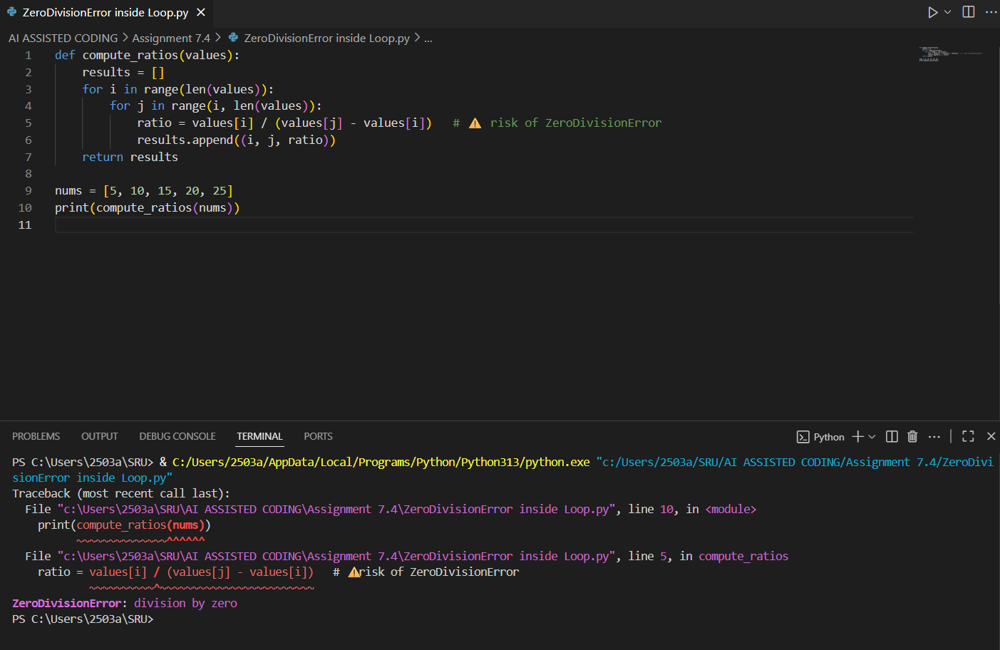 ZeroDivisionError inside Loop.py
AI ASSISTED CODING > Assignment 7.4 > ZeroDivisionError inside Loop.py > ...
1 def compute_ratios(values):
2     results = []
3     for i in range(len(values)):
4         for j in range(i, len(values)):
5             ratio = values[i] / (values[j] - values[i])   # ⚠️ risk of ZeroDivisionError
6             results.append((i, j, ratio))
7     return results
8
9 nums = [5, 10, 15, 20, 25]
10 print(compute_ratios(nums))
11
PROBLEMS OUTPUT DEBUG CONSOLE TERMINAL PORTS Python
PS C:\Users\2503a\SRU> & C:/Users/2503a/AppData/Local/Programs/Python/Python313/python.exe "c:/Users/2503a/SRU/AI ASSISTED CODING/Assignment 7.4/ZeroDivi
sionError inside Loop.py"
Traceback (most recent call last):
  File "c:\Users\2503a\SRU\AI ASSISTED CODING\Assignment 7.4\ZeroDivisionError inside Loop.py", line 10, in <module>
    print(compute_ratios(nums))
          ~~~~~~~~~~~~~~^^^^^^
  File "c:\Users\2503a\SRU\AI ASSISTED CODING\Assignment 7.4\ZeroDivisionError inside Loop.py", line 5, in compute_ratios
    ratio = values[i] / (values[j] - values[i])   # ⚠️risk of ZeroDivisionError
            ~~~~~~~~~~^~~~~~~~~~~~~~~~~~~~~~~~~
ZeroDivisionError: division by zero
PS C:\Users\2503a\SRU>